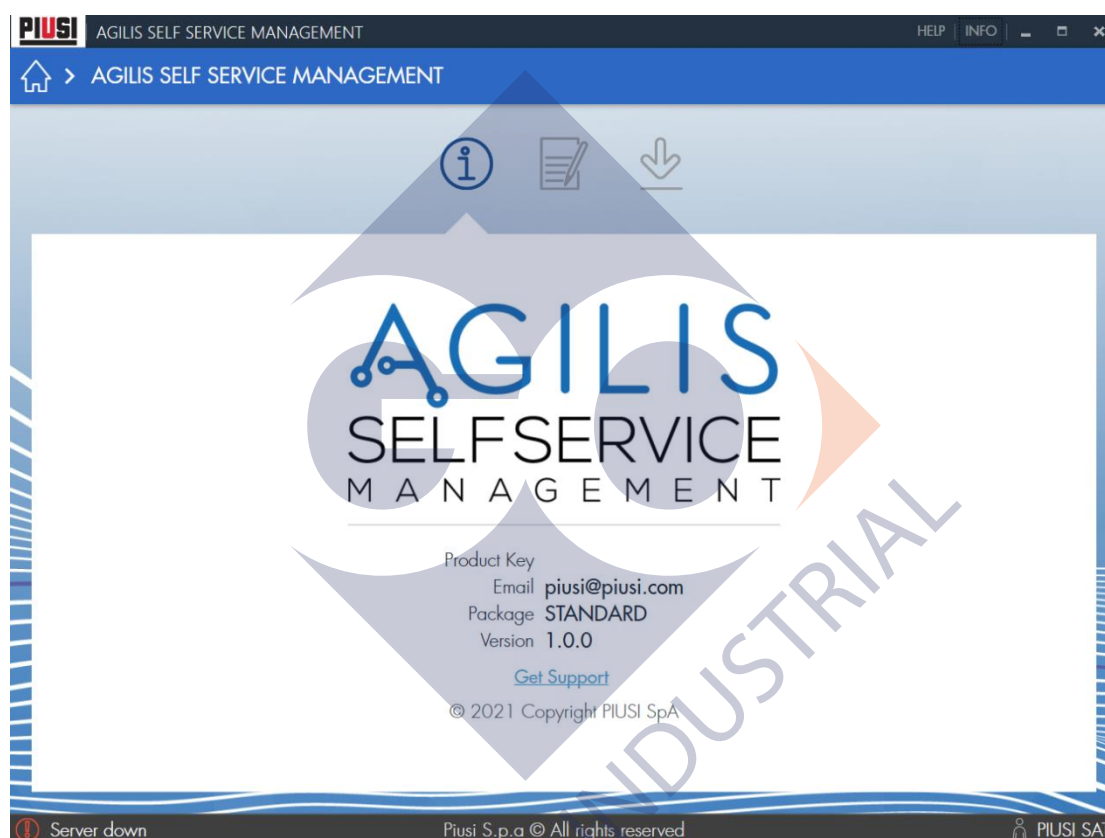 PIUSI AGILIS SELF SERVICE MANAGEMENT HELP INFO
AGILIS SELF SERVICE MANAGEMENT
AGILIS
SELFSERVICE
MANAGEMENT
Product Key
Email piusi@piusi.com
Package STANDARD
Version 1.0.0
Get Support
© 2021 Copyright PIUSI SpA
GO
INDUSTRIAL
Server down Piusi S.p.a © All rights reserved PIUSI SAT